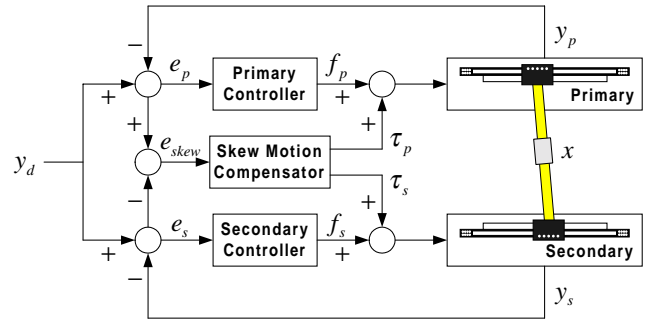 y_p
−
e_p
Primary
Controller
f_p
+
+
Primary
+
+
y_d
e_skew
Skew Motion
Compensator
τ_p
τ_s
x
−
+
e_s
Secondary
Controller
f_s
+
+
Secondary
−
y_s